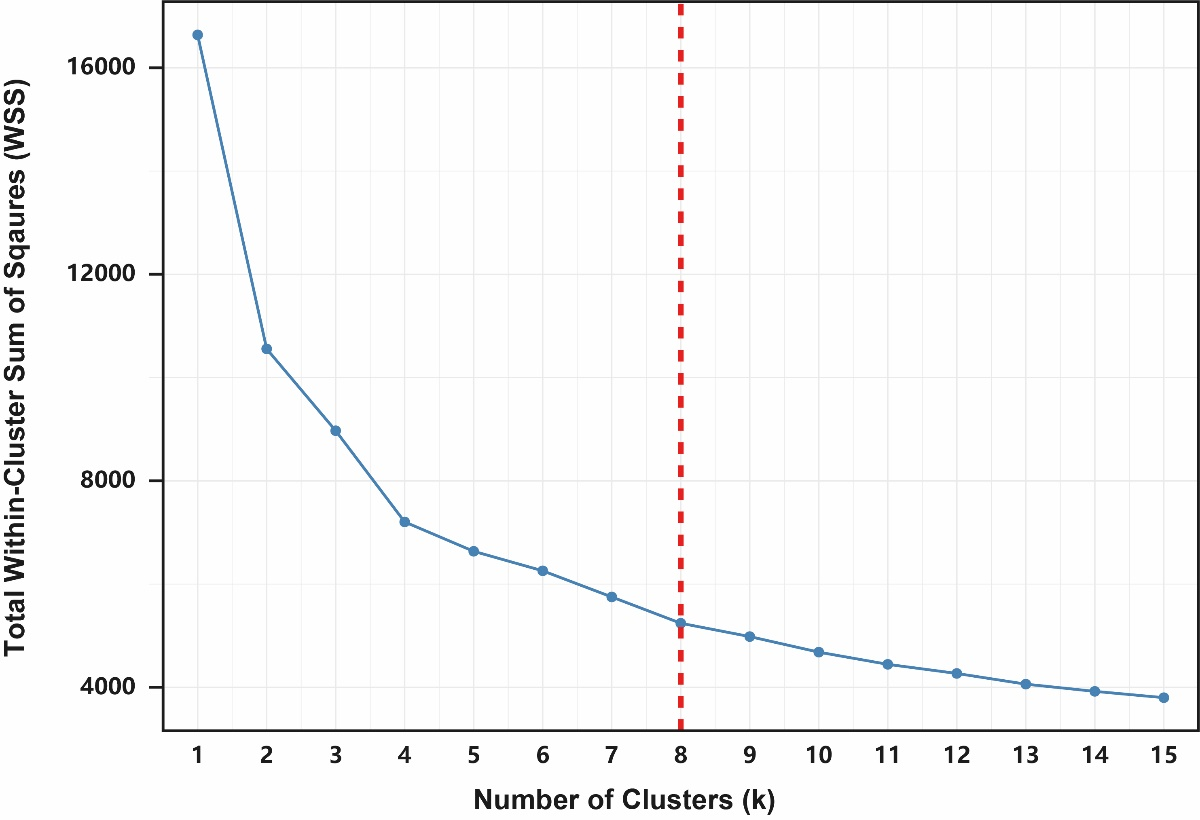 Total Within-Cluster Sum of Sqaures (WSS)
16000
12000
8000
4000
1 2 3 4 5 6 7 8 9 10 11 12 13 14 15
Number of Clusters (k)